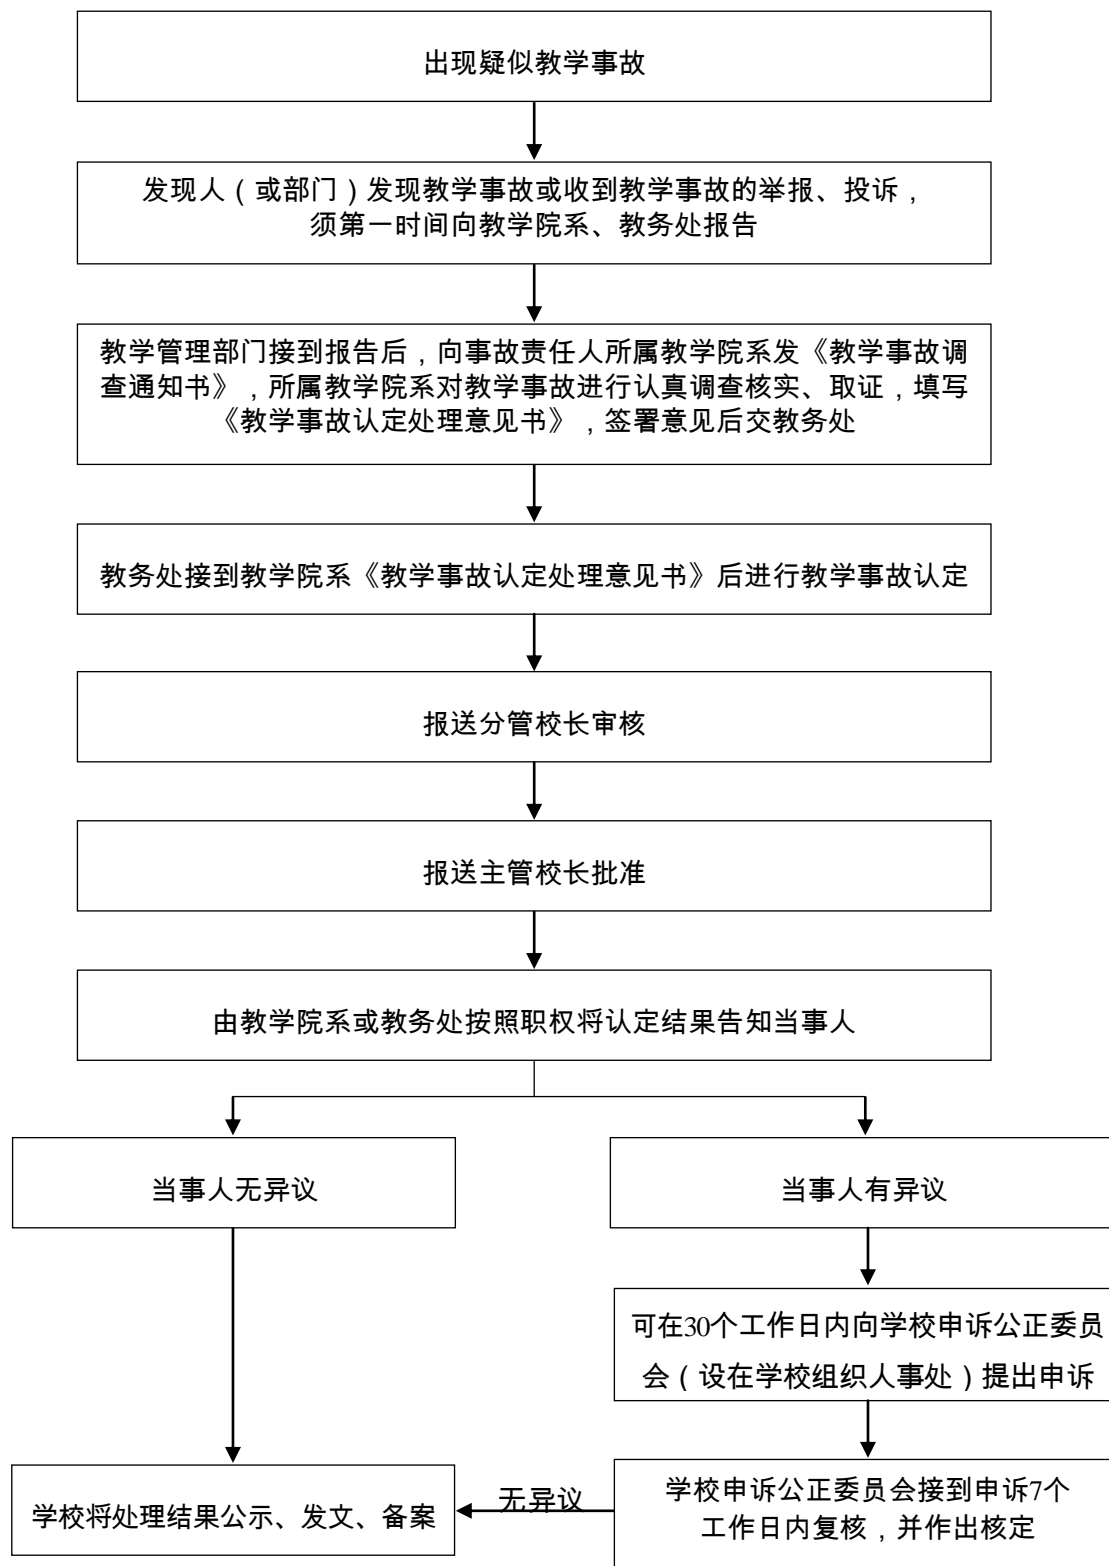 出现疑似教学事故
发现人（或部门）发现教学事故或收到教学事故的举报、投诉，
须第一时间向教学院系、教务处报告
教学管理部门接到报告后，向事故责任人所属教学院系发《教学事故调
查通知书》，所属教学院系对教学事故进行认真调查核实、取证，填写
《教学事故认定处理意见书》，签署意见后交教务处
教务处接到教学院系《教学事故认定处理意见书》后进行教学事故认定
报送分管校长审核
报送主管校长批准
由教学院系或教务处按照职权将认定结果告知当事人
当事人无异议
当事人有异议
可在30个工作日内向学校申诉公正委员
会（设在学校组织人事处）提出申诉
学校将处理结果公示、发文、备案
无异议
学校申诉公正委员会接到申诉7个
工作日内复核，并作出核定